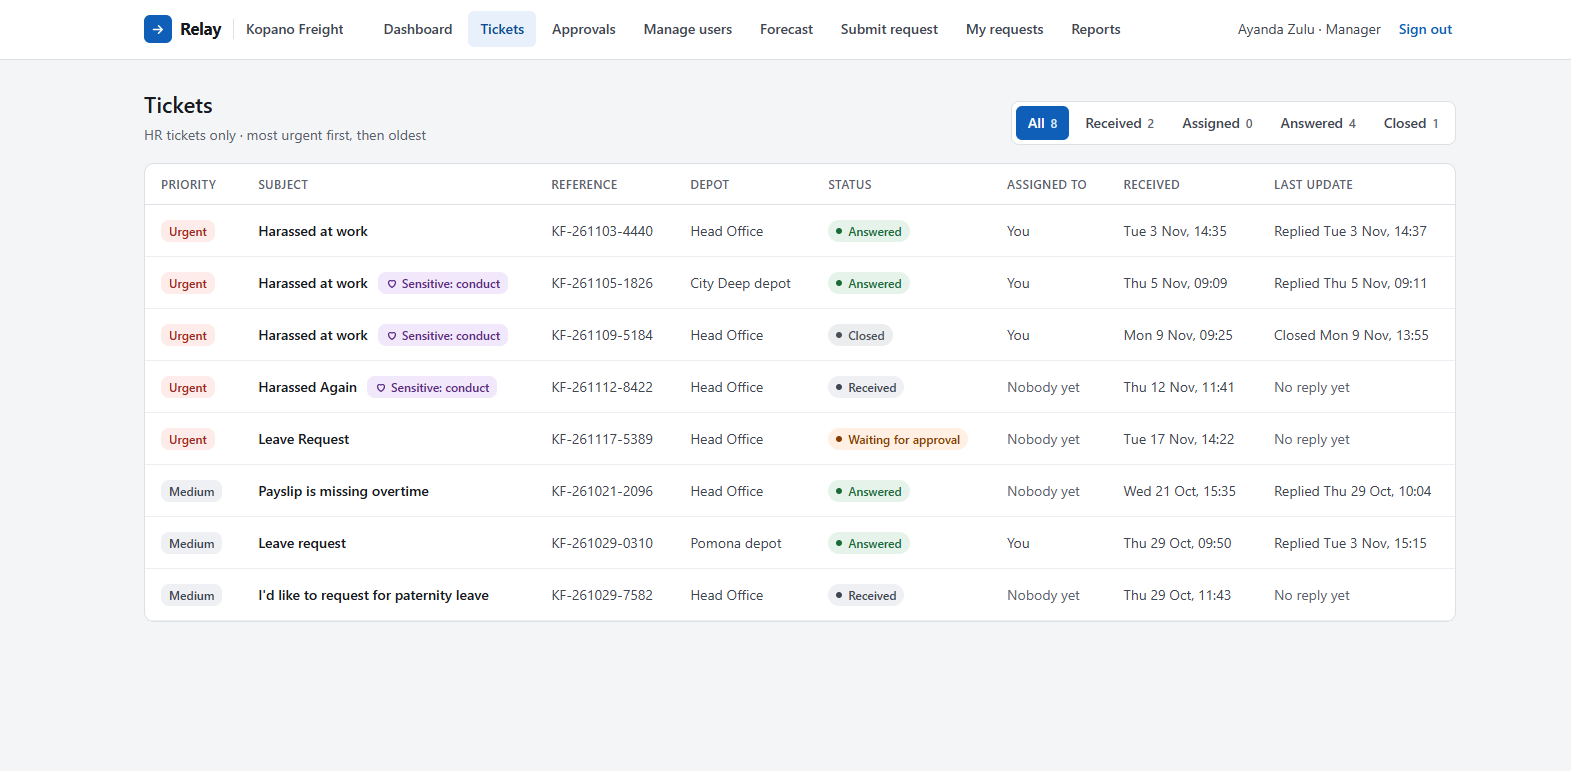 Relay Kopano Freight Dashboard Tickets Approvals Manage users Forecast Submit request My requests Reports Ayanda Zulu · Manager Sign out
Tickets
HR tickets only · most urgent first, then oldest
All 8 Received 2 Assigned 0 Answered 4 Closed 1
PRIORITY SUBJECT REFERENCE DEPOT STATUS ASSIGNED TO RECEIVED LAST UPDATE
Urgent Harassed at work KF-261103-4440 Head Office Answered You Tue 3 Nov, 14:35 Replied Tue 3 Nov, 14:37
Urgent Harassed at work Sensitive: conduct KF-261105-1826 City Deep depot Answered You Thu 5 Nov, 09:09 Replied Thu 5 Nov, 09:11
Urgent Harassed at work Sensitive: conduct KF-261109-5184 Head Office Closed You Mon 9 Nov, 09:25 Closed Mon 9 Nov, 13:55
Urgent Harassed Again Sensitive: conduct KF-261112-8422 Head Office Received Nobody yet Thu 12 Nov, 11:41 No reply yet
Urgent Leave Request KF-261117-5389 Head Office Waiting for approval Nobody yet Tue 17 Nov, 14:22 No reply yet
Medium Payslip is missing overtime KF-261021-2096 Head Office Answered Nobody yet Wed 21 Oct, 15:35 Replied Thu 29 Oct, 10:04
Medium Leave request KF-261029-0310 Pomona depot Answered You Thu 29 Oct, 09:50 Replied Tue 3 Nov, 15:15
Medium I'd like to request for paternity leave KF-261029-7582 Head Office Received Nobody yet Thu 29 Oct, 11:43 No reply yet